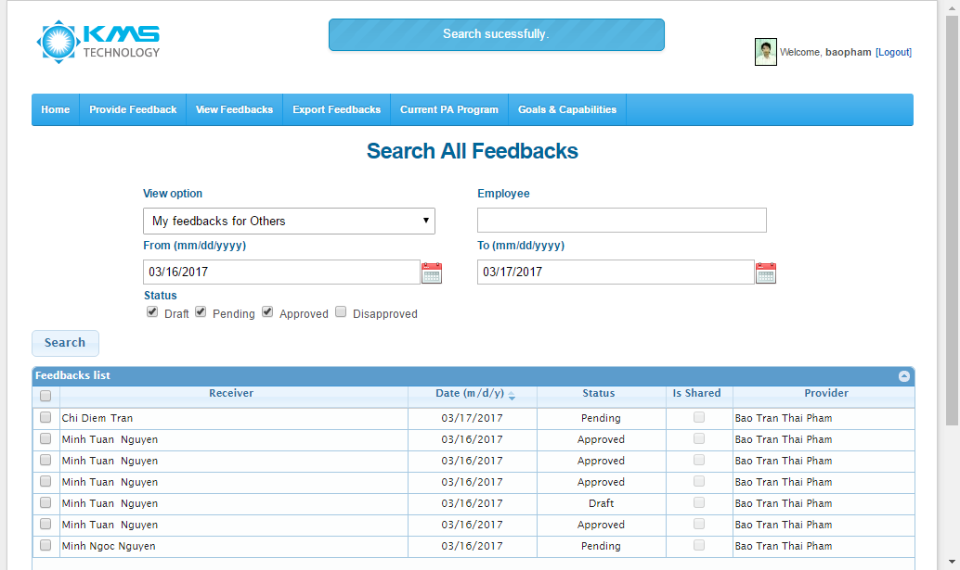 KMS
TECHNOLOGY
Search sucessfully.
Welcome, baopham [Logout]
Home Provide Feedback View Feedbacks Export Feedbacks Current PA Program Goals & Capabilities
Search All Feedbacks
View option Employee
My feedbacks for Others
From (mm/dd/yyyy) To (mm/dd/yyyy)
03/16/2017 03/17/2017
Status
Draft Pending Approved Disapproved
Search
Feedbacks list
Receiver Date (m/d/y) Status Is Shared Provider
Chi Diem Tran 03/17/2017 Pending Bao Tran Thai Pham
Minh Tuan Nguyen 03/16/2017 Approved Bao Tran Thai Pham
Minh Tuan Nguyen 03/16/2017 Approved Bao Tran Thai Pham
Minh Tuan Nguyen 03/16/2017 Approved Bao Tran Thai Pham
Minh Tuan Nguyen 03/16/2017 Draft Bao Tran Thai Pham
Minh Tuan Nguyen 03/16/2017 Approved Bao Tran Thai Pham
Minh Ngoc Nguyen 03/16/2017 Pending Bao Tran Thai Pham